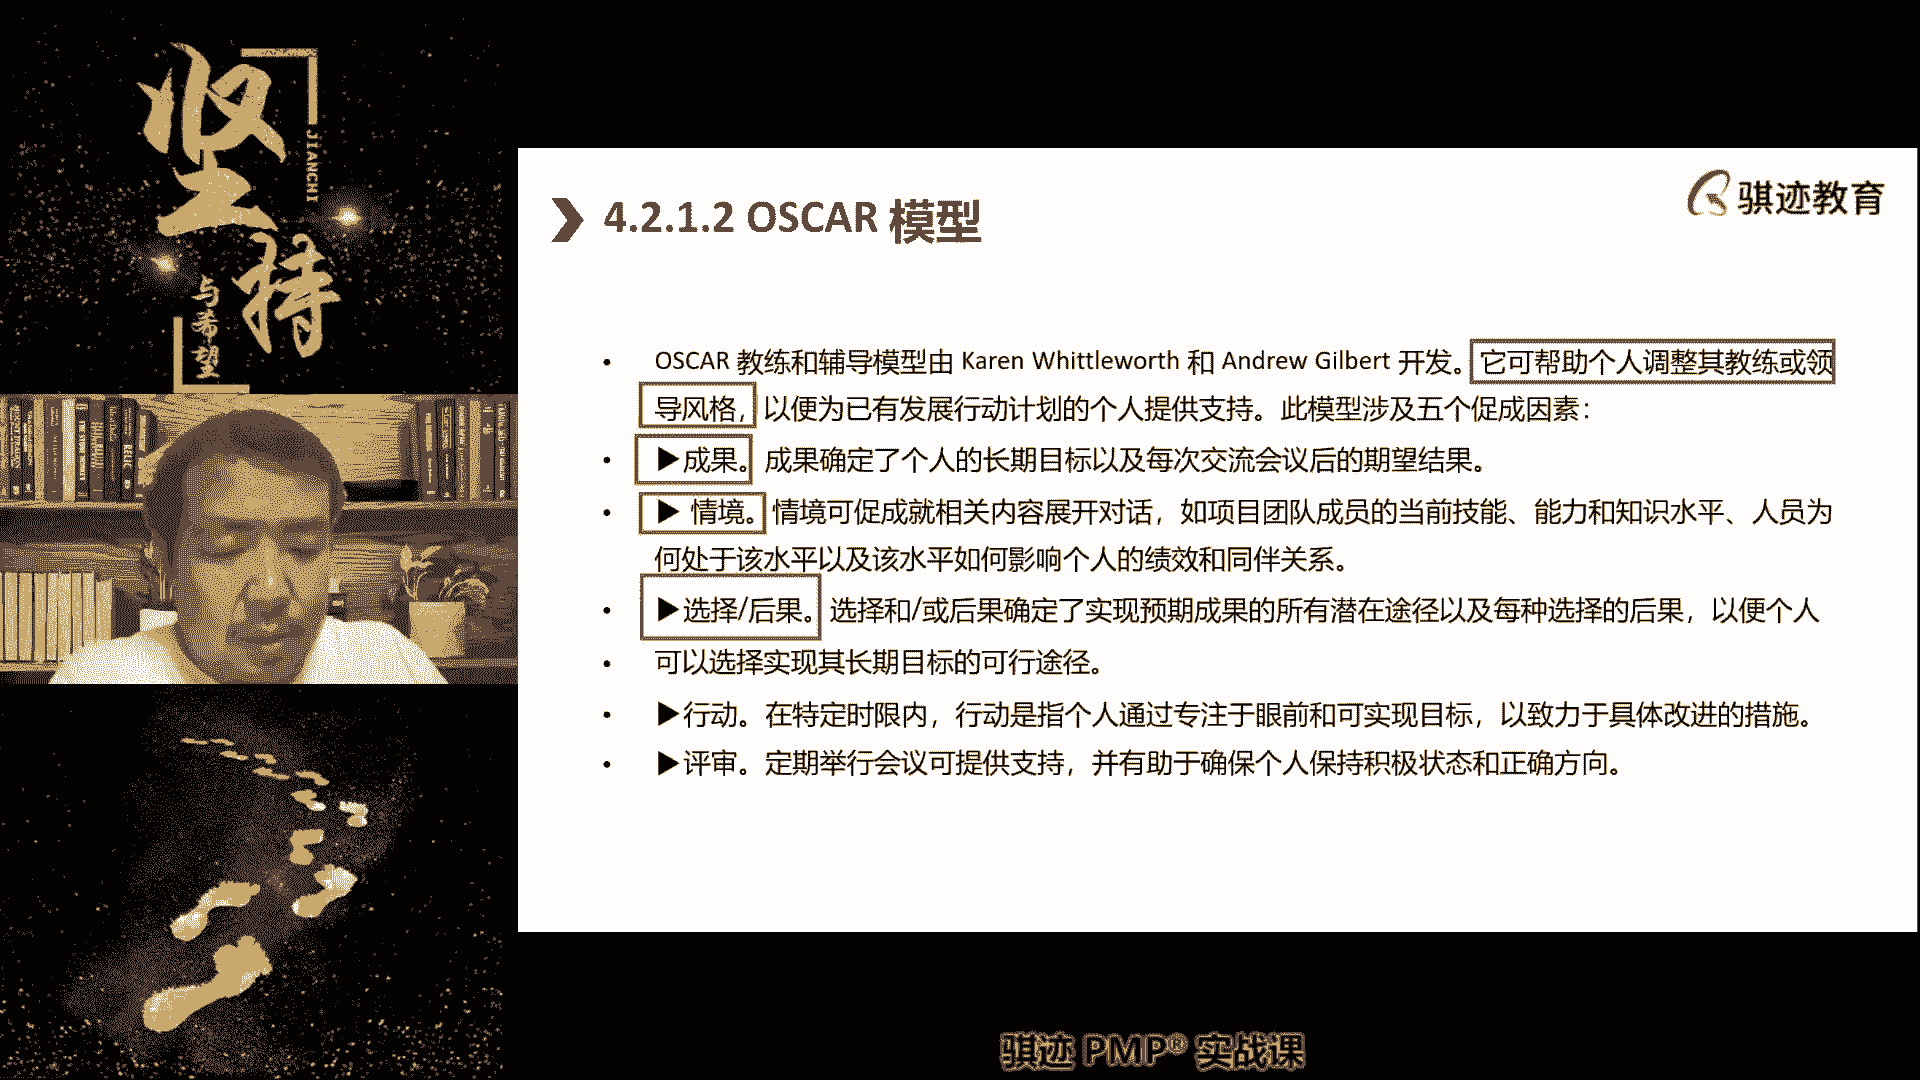 坚持
JIANCHI
与希望
骐迹教育
4.2.1.2 OSCAR 模型
• OSCAR 教练和辅导模型由 Karen Whittleworth 和 Andrew Gilbert 开发。它可帮助个人调整其教练或领
导风格，以便为已有发展行动计划的个人提供支持。此模型涉及五个促成因素：
• ▶成果。成果确定了个人的长期目标以及每次交流会议后的期望结果。
• ▶ 情境。情境可促成就相关内容展开对话，如项目团队成员的当前技能、能力和知识水平、人员为
何处于该水平以及该水平如何影响个人的绩效和同伴关系。
• ▶选择/后果。选择和/或后果确定了实现预期成果的所有潜在途径以及每种选择的后果，以便个人
• 可以选择实现其长期目标的可行途径。
• ▶行动。在特定时限内，行动是指个人通过专注于眼前和可实现目标，以致力于具体改进的措施。
• ▶评审。定期举行会议可提供支持，并有助于确保个人保持积极状态和正确方向。
骐迹 PMP® 实战课